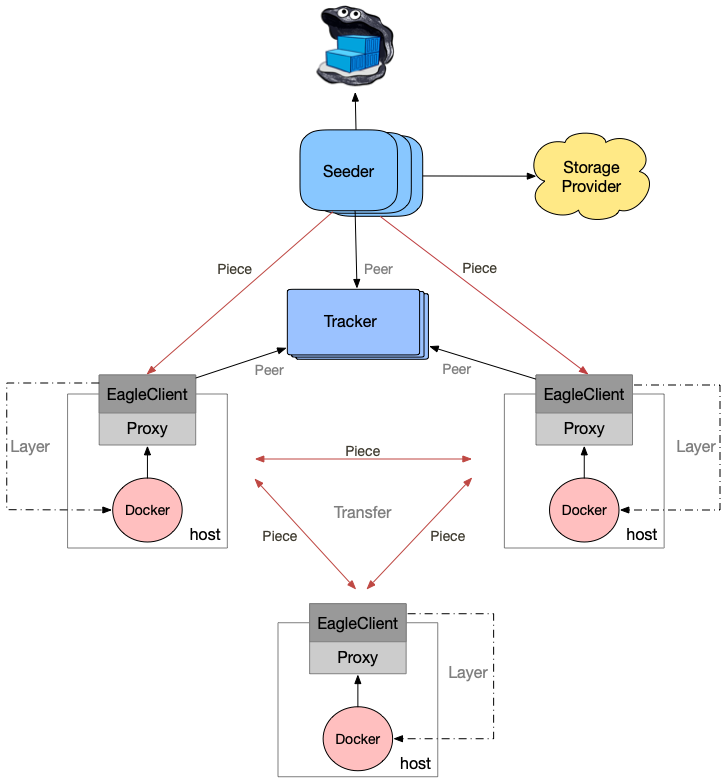 Seeder
Storage
Provider
Piece
Peer
Piece
Tracker
Peer
Peer
EagleClient
Proxy
Layer
Docker
host
EagleClient
Proxy
Layer
Docker
host
Piece
Transfer
Piece
Piece
EagleClient
Proxy
Layer
Docker
host